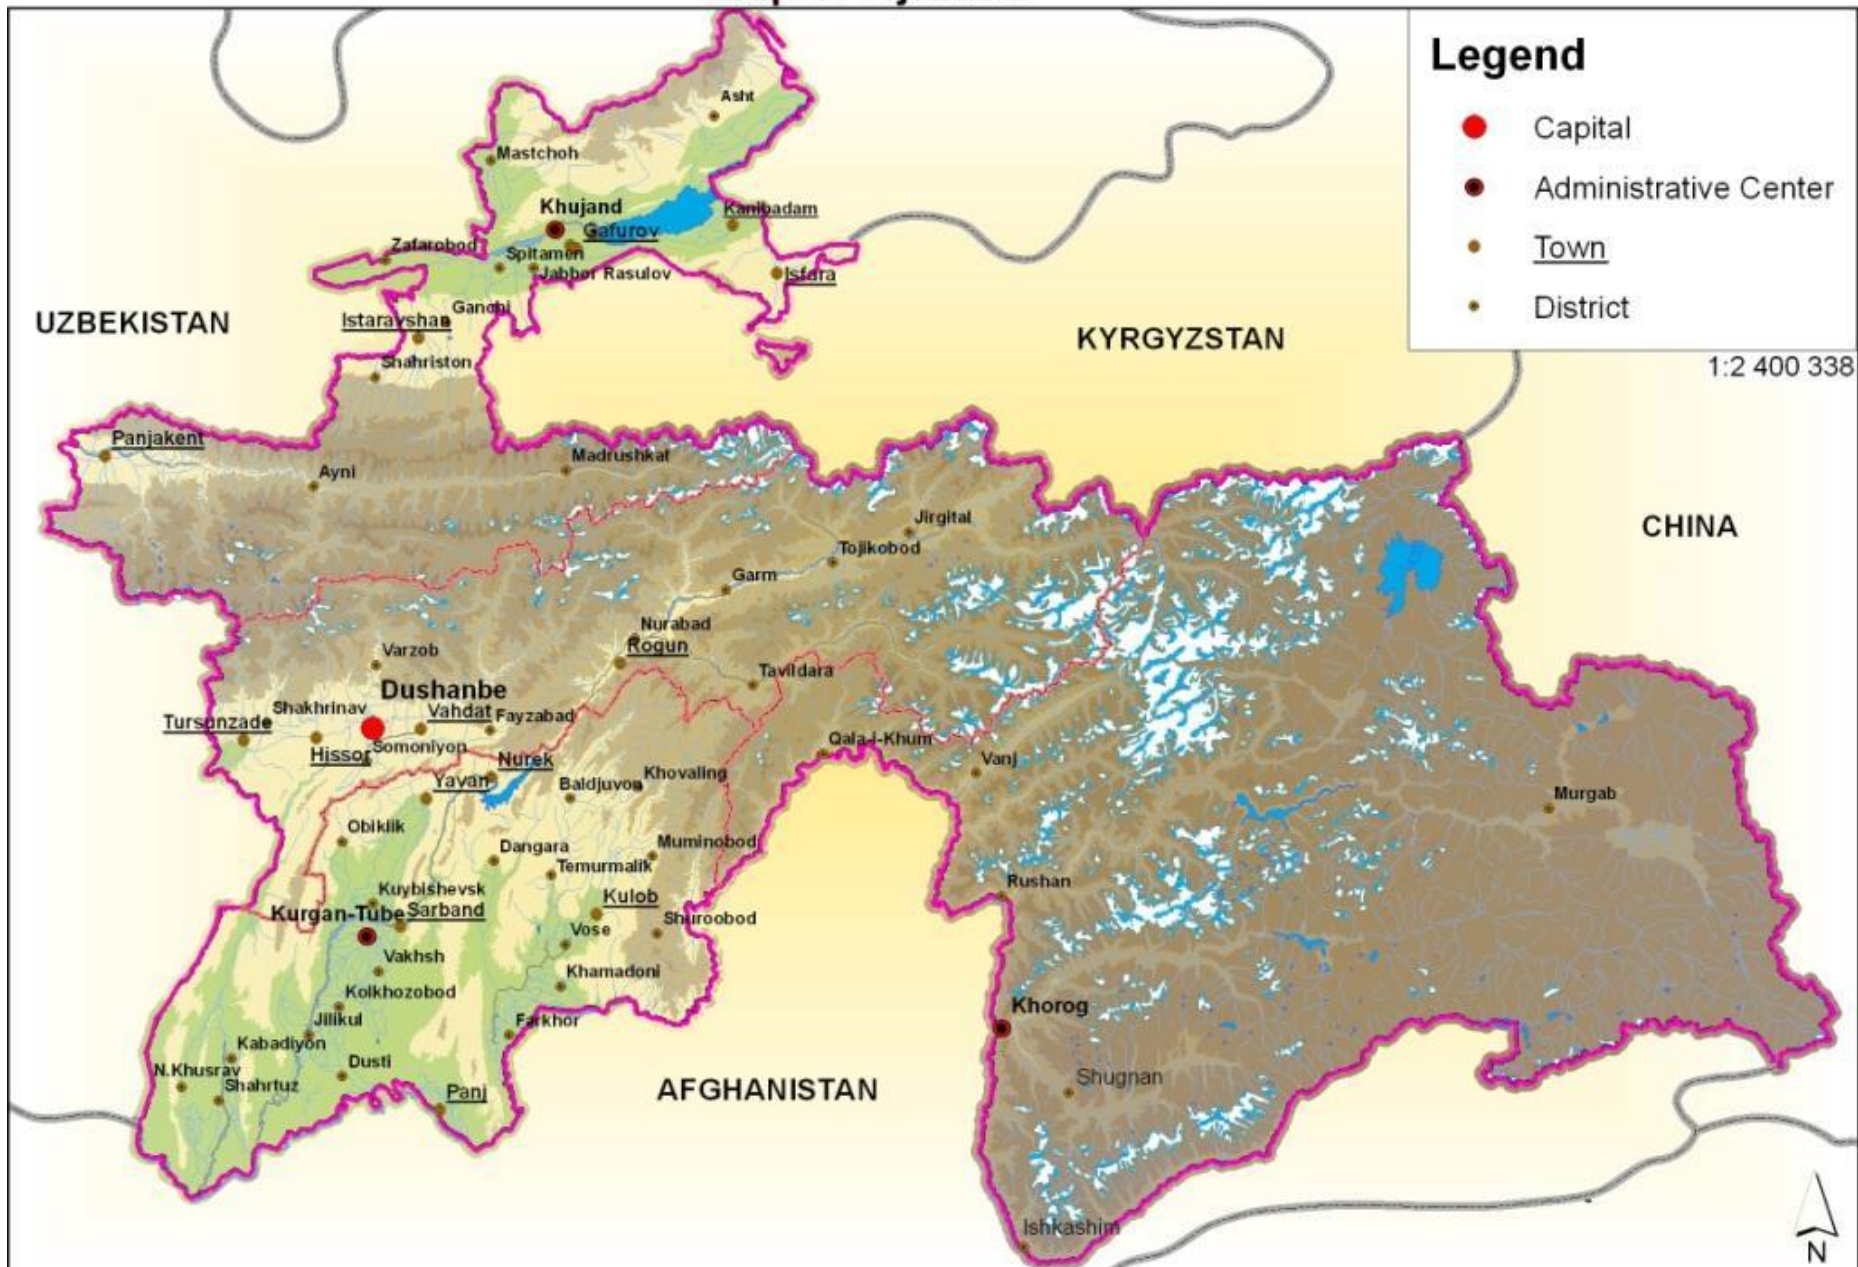 Legend
Capital
Administrative Center
Town
District
1:2 400 338
Asht
Mastchoh
Khujand
Kanibadam
Gafurov
Zafarobod
Spitamen
Jabbor Rasulov
Isfara
Ganchi
Istaravshan
UZBEKISTAN
KYRGYZSTAN
Shahriston
Panjakent
Ayni
Madrushkat
CHINA
Jirgital
Tojikobod
Garm
Nurabad
Rogun
Varzob
Tavildara
Dushanbe
Shakhrinav
Vahdat
Fayzabad
Tursunzade
Hissor
Somoniyon
Qala-i-Khum
Nurek
Vanj
Yavan
Baldjuvon
Khovaling
Murgab
Obikiik
Dangara
Muminobod
Temurmalik
Rushan
Kuybishevsk
Kulob
Kurgan-Tube
Sarband
Shuroobod
Vose
Vakhsh
Khamadoni
Kolkhozobod
Khorog
Jilikul
Farkhor
Kabadiyon
Dusti
N.Khusrav
Shahrtuz
Panj
AFGHANISTAN
Shugnan
Ishkashim
N